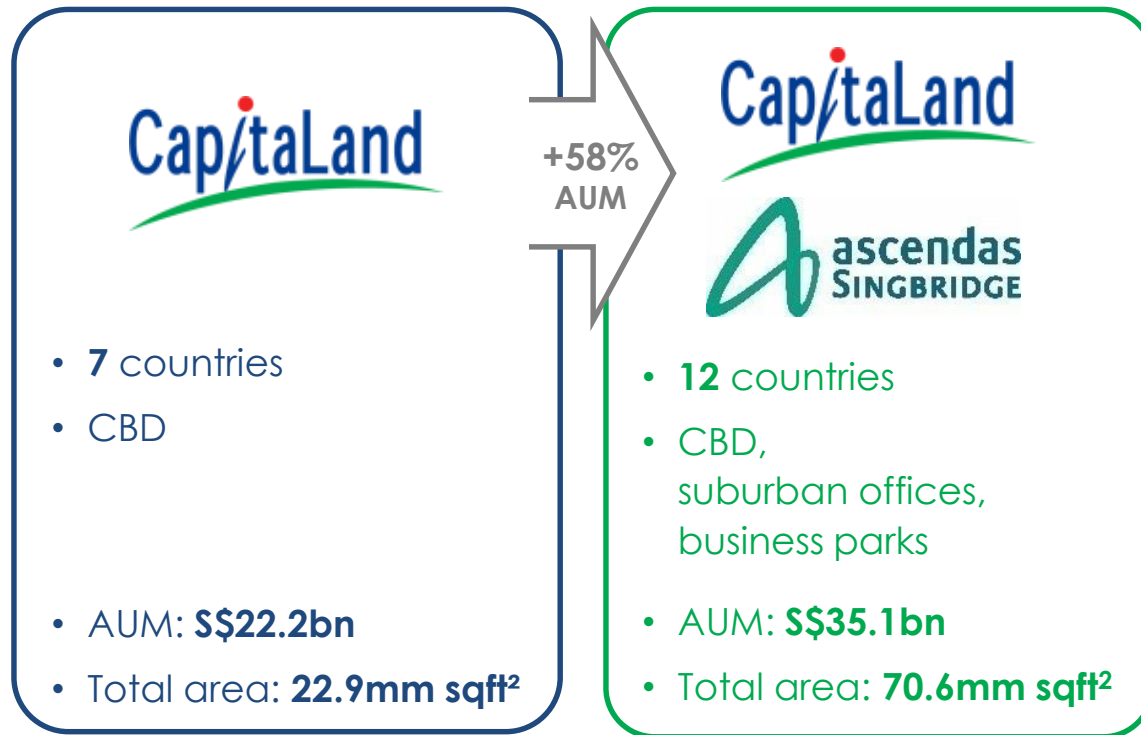 CapitaLand
• 7 countries
• CBD
• AUM: S$22.2bn
• Total area: 22.9mm sqft²
+58%
AUM
CapitaLand
ascendas
SINGBRIDGE
• 12 countries
• CBD,
suburban offices,
business parks
• AUM: S$35.1bn
• Total area: 70.6mm sqft²